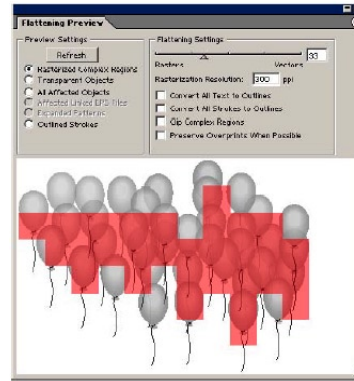 Flattening Preview
Preview Settings
Refresh
Rasterized Complex Regions
Transparent Objects
All Affected Objects
Affected Linked EPS Files
Expanded Patterns
Outlined Strokes
Flattening Settings
33
Rasters Vectors
Rasterization Resolution: 300 ppi
Convert All Text to Outlines
Convert All Strokes to Outlines
Clip Complex Regions
Preserve Overprints When Possible